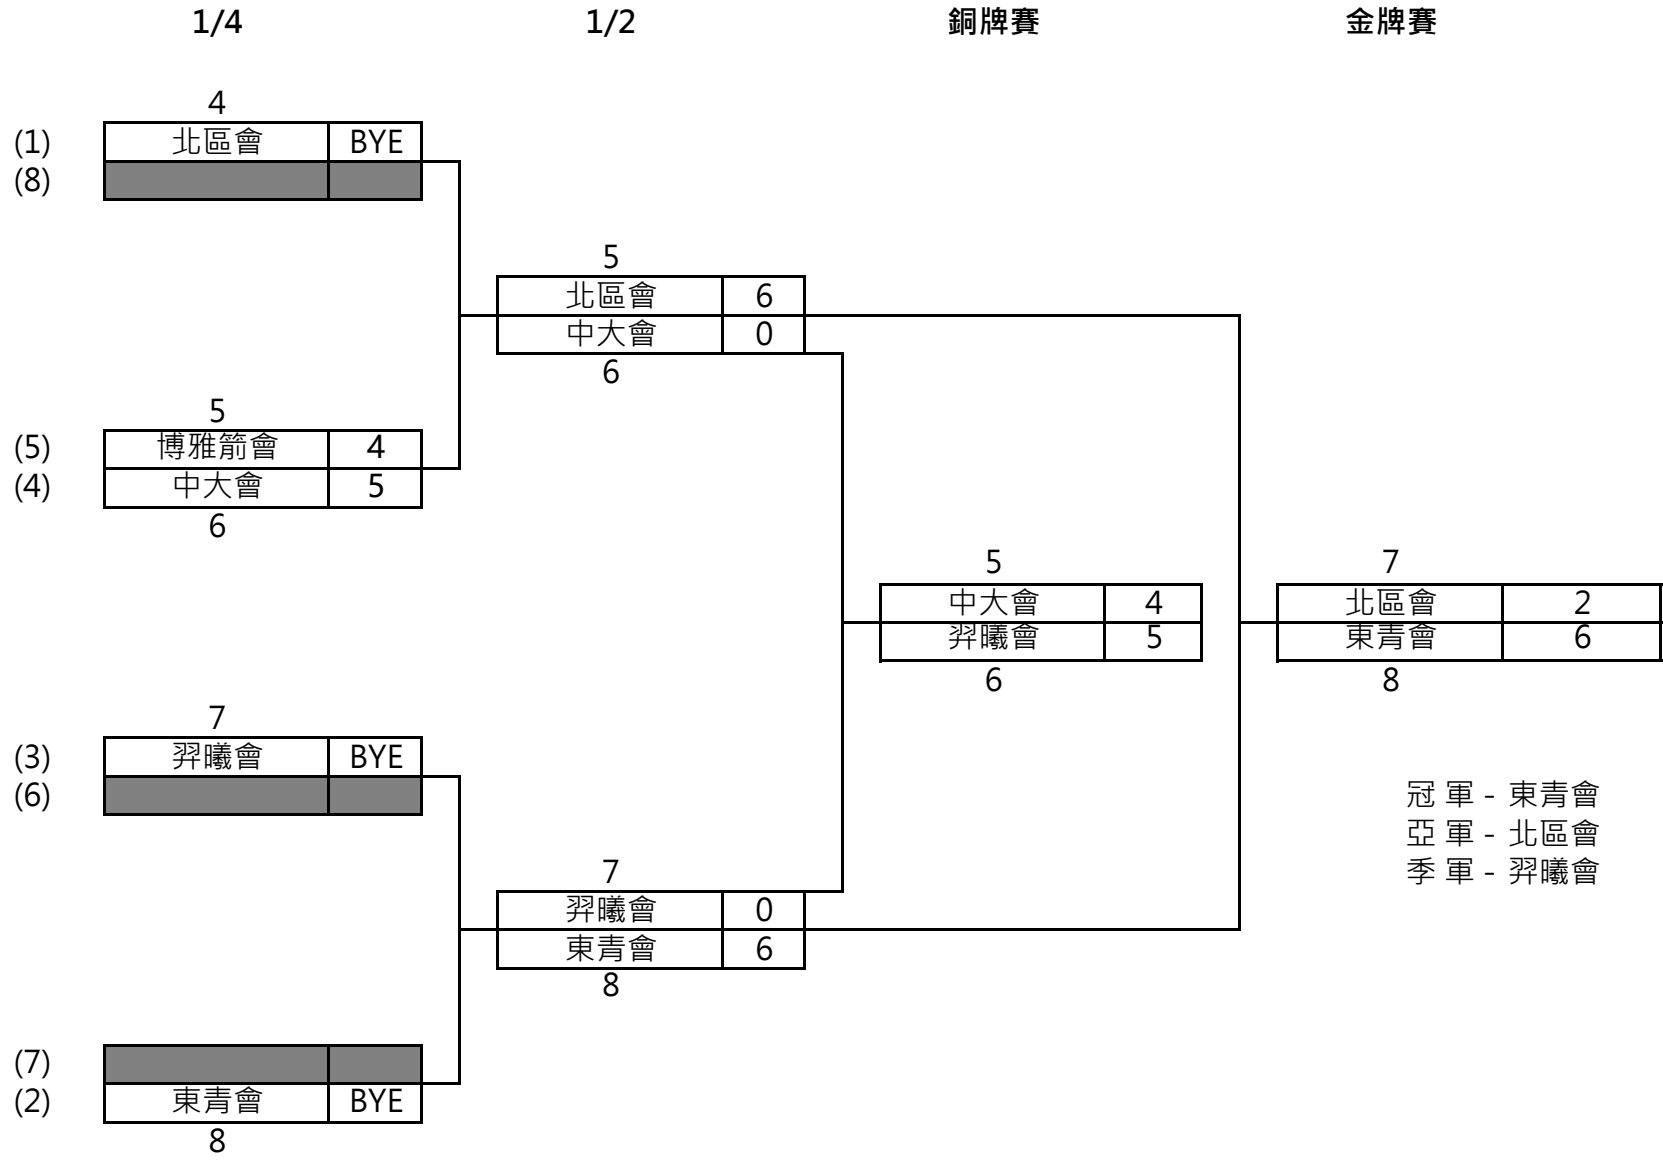 1/4 1/2 銅牌賽 金牌賽
4
(1) 北區會 BYE
(8)
5
北區會 6
中大會 0
6
5
(5) 博雅箭會 4
(4) 中大會 5
6
5
中大會 4
羿曦會 5
6
7
北區會 2
東青會 6
8
7
(3) 羿曦會 BYE
(6)
冠 軍 - 東青會
亞 軍 - 北區會
季 軍 - 羿曦會
7
羿曦會 0
東青會 6
8
(7)
(2) 東青會 BYE
8